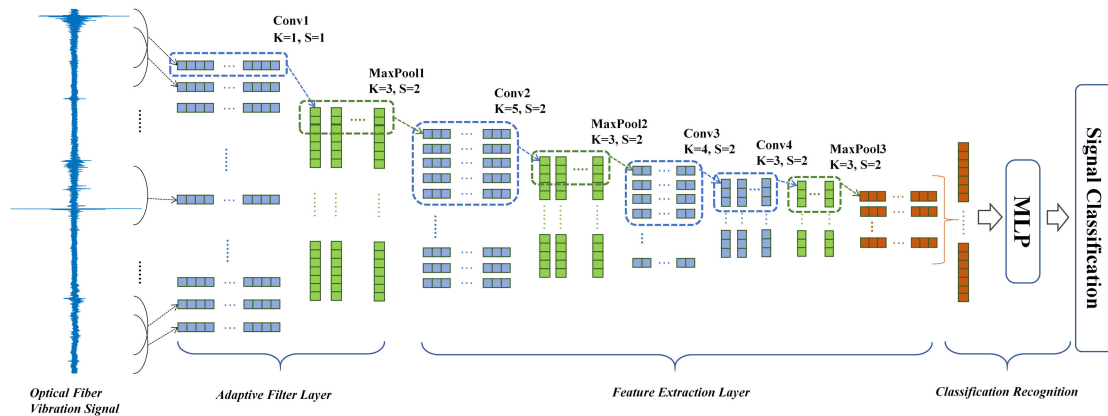 Conv1
K=1, S=1
MaxPool1
K=3, S=2
Conv2
K=5, S=2
MaxPool2
K=3, S=2
Conv3
K=4, S=2
Conv4
K=3, S=2
MaxPool3
K=3, S=2
MLP
Signal Classification
Optical Fiber
Vibration Signal
Adaptive Filter Layer
Feature Extraction Layer
Classification Recognition